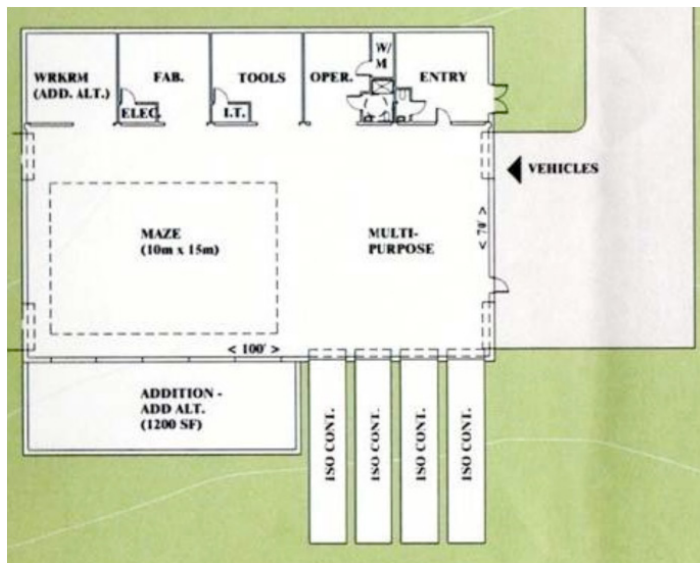 W/
M
WRKRM
(ADD. ALT.)
FAB.
TOOLS
OPER.
ENTRY
ELEC.
I.T.
VEHICLES
MAZE
(10m x 15m)
MULTI-
PURPOSE
< 70' >
< 100' >
ADDITION -
ADD ALT.
(1200 SF)
ISO CONT.
ISO CONT.
ISO CONT.
ISO CONT.